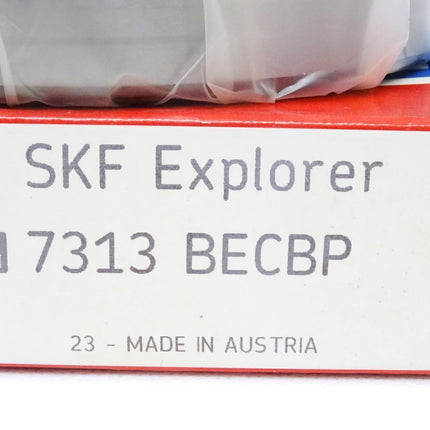 SKF Explorer
7313 BECBP
23 - MADE IN AUSTRIA